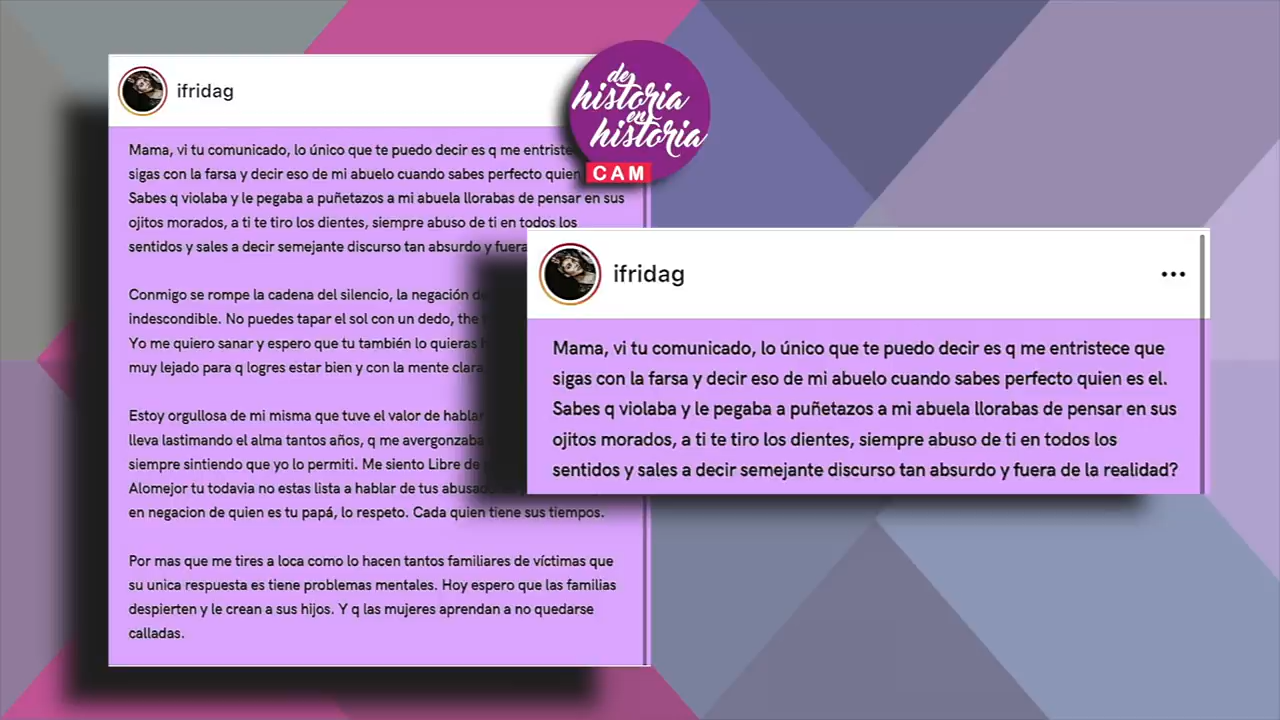 ifridag
Mama, vi tu comunicado, lo único que te puedo decir es q me entriste
sigas con la farsa y decir eso de mi abuelo cuando sabes perfecto quien
Sabes q violaba y le pegaba a puñetazos a mi abuela llorabas de pensar en sus
ojitos morados, a ti te tiro los dientes, siempre abuso de ti en todos los
sentidos y sales a decir semejante discurso tan absurdo y fuera
Conmigo se rompe la cadena del silencio, la negación
indescondible. No puedes tapar el sol con un dedo, the
Yo me quiero sanar y espero que tu también lo quieras
muy lejado para q logres estar bien y con la mente clara
Estoy orgullosa de mi misma que tuve el valor de hablar
lleva lastimando el alma tantos años, q me avergonzaba
siempre sintiendo que yo lo permiti. Me siento Libre de
Alomejor tu todavia no estas lista a hablar de tus
en negacion de quien es tu papá, lo respeto. Cada quien tiene sus tiempos.
Por mas que me tires a loca como lo hacen tantos familiares de víctimas que
su unica respuesta es tiene problemas mentales. Hoy espero que las familias
despierten y le crean a sus hijos. Y q las mujeres aprendan a no quedarse
calladas.
de
historia
en
historia
CAM
ifridag
Mama, vi tu comunicado, lo único que te puedo decir es q me entristece que
sigas con la farsa y decir eso de mi abuelo cuando sabes perfecto quien es el.
Sabes q violaba y le pegaba a puñetazos a mi abuela llorabas de pensar en sus
ojitos morados, a ti te tiro los dientes, siempre abuso de ti en todos los
sentidos y sales a decir semejante discurso tan absurdo y fuera de la realidad?